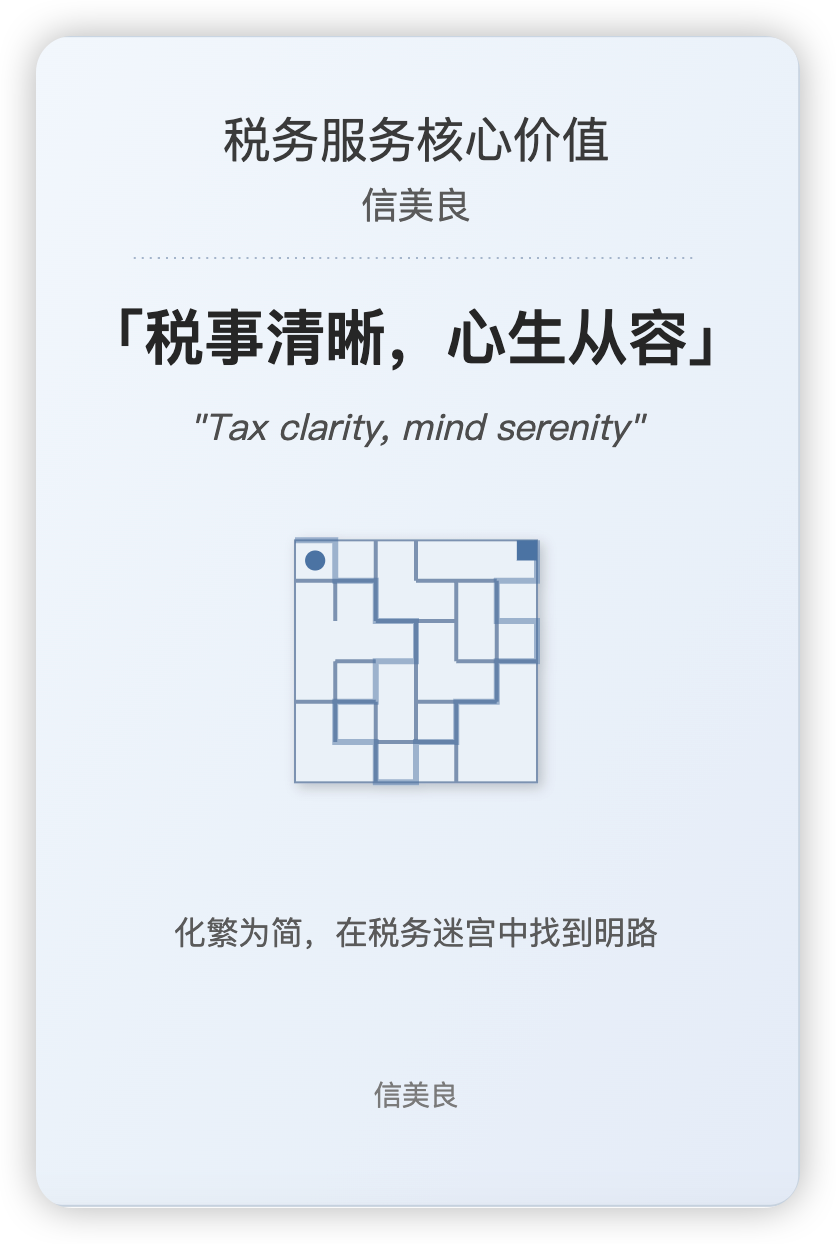 税务服务核心价值
信美良
「税事清晰，心生从容」
"Tax clarity, mind serenity"
化繁为简，在税务迷宫中找到明路
信美良